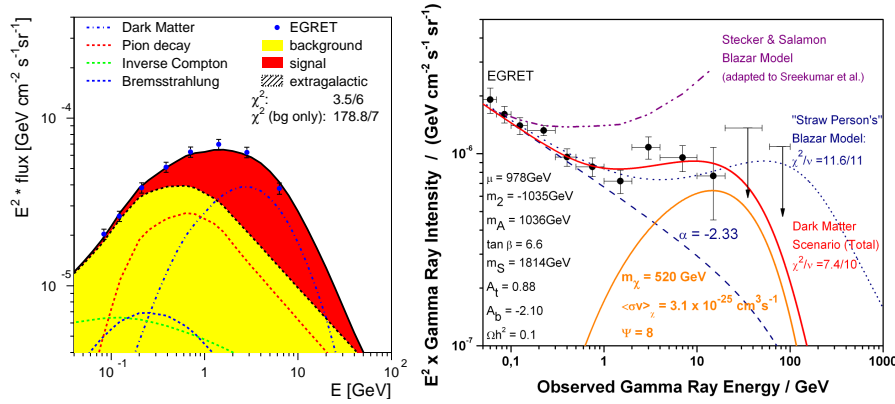 E² * flux [GeV cm⁻² s⁻¹sr⁻¹]
10⁻⁴
10⁻⁵
Dark Matter
Pion decay
Inverse Compton
Bremsstrahlung
EGRET
background
signal
extragalactic
χ²: 3.5/6
χ² (bg only): 178.8/7
10⁻¹ 1 10 10²
E [GeV]
E² x Gamma Ray Intensity / (GeV cm⁻² s⁻¹ sr⁻¹)
10⁻⁵
10⁻⁶
10⁻⁷
EGRET
Stecker & Salamon
Blazar Model
(adapted to Sreekumar et al.)
"Straw Person's"
Blazar Model:
χ²/ν =11.6/11
μ = 978GeV
m₂ = -1035GeV
m_A = 1036GeV
tan β = 6.6
m_S = 1814GeV
A_t = 0.88
A_b = -2.10
Ωh² = 0.1
α = -2.33
Dark Matter
Scenario (Total)
χ²/ν =7.4/10
m_χ = 520 GeV
<σv>_χ = 3.1 x 10⁻²⁵ cm³s⁻¹
Ψ = 8
0,1 1 10 100 1000
Observed Gamma Ray Energy / GeV